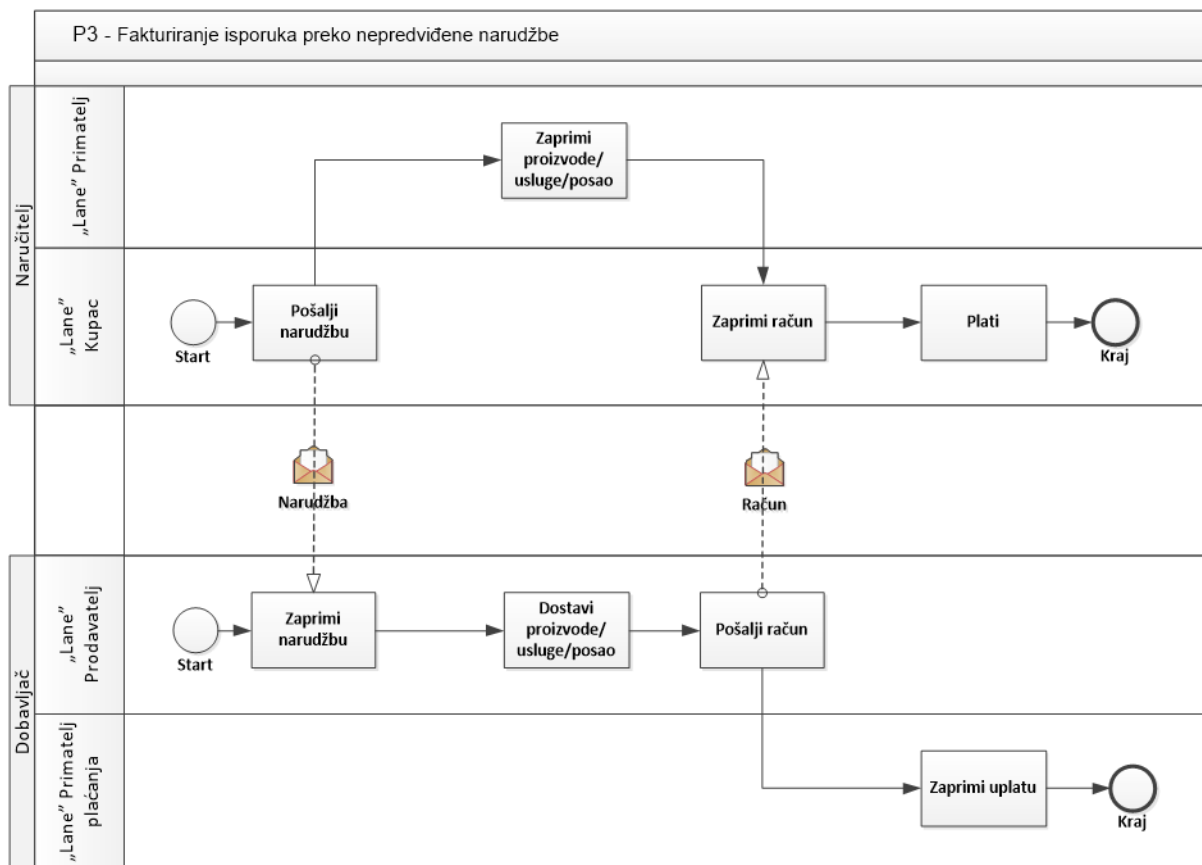 P3 - Fakturiranje isporuka preko nepredviđene narudžbe
Naručitelj
„Lane” Primatelj
Zaprimi
proizvode/
usluge/posao
„Lane”
Kupac
Start
Pošalji
narudžbu
Zaprimi račun
Plati
Kraj
Narudžba
Račun
Dobavljač
„Lane”
Prodavatelj
Start
Zaprimi
narudžbu
Dostavi
proizvode/
usluge/posao
Pošalji račun
„Lane” Primatelj
plaćanja
Zaprimi uplatu
Kraj